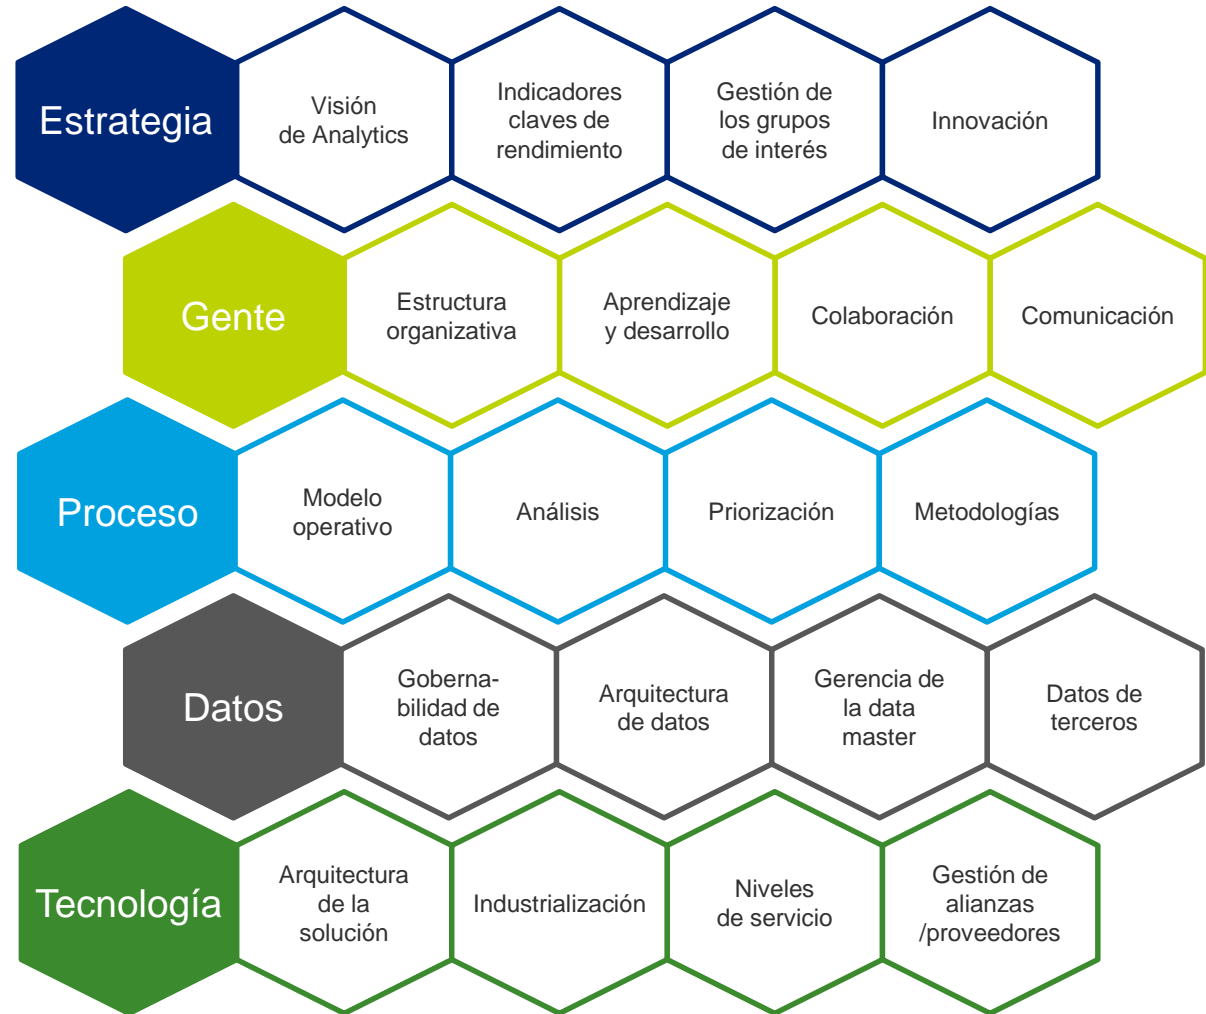 Estrategia
Visión
de Analytics
Indicadores
claves de
rendimiento
Gestión de
los grupos
de interés
Innovación
Gente
Estructura
organizativa
Aprendizaje
y desarrollo
Colaboración
Comunicación
Proceso
Modelo
operativo
Análisis
Priorización
Metodologías
Datos
Goberna-
bilidad de
datos
Arquitectura
de datos
Gerencia de
la data
master
Datos de
terceros
Tecnología
Arquitectura
de la
solución
Industrialización
Niveles
de servicio
Gestión de
alianzas
/proveedores